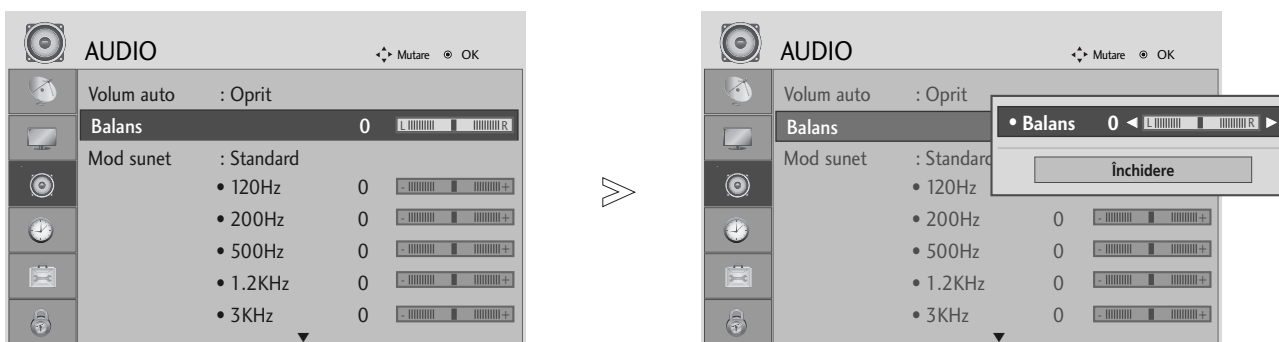 AUDIO Mutare OK
Volum auto : Oprit
Balans 0 L R
Mod sunet : Standard
• 120Hz 0 - +
• 200Hz 0 - +
• 500Hz 0 - +
• 1.2KHz 0 - +
• 3KHz 0 - +
AUDIO Mutare OK
Volum auto : Oprit
Balans
• Balans 0 ◄ L R ►
Mod sunet : Standard
Închidere
• 120Hz
• 200Hz 0 - +
• 500Hz 0 - +
• 1.2KHz 0 - +
• 3KHz 0 - +